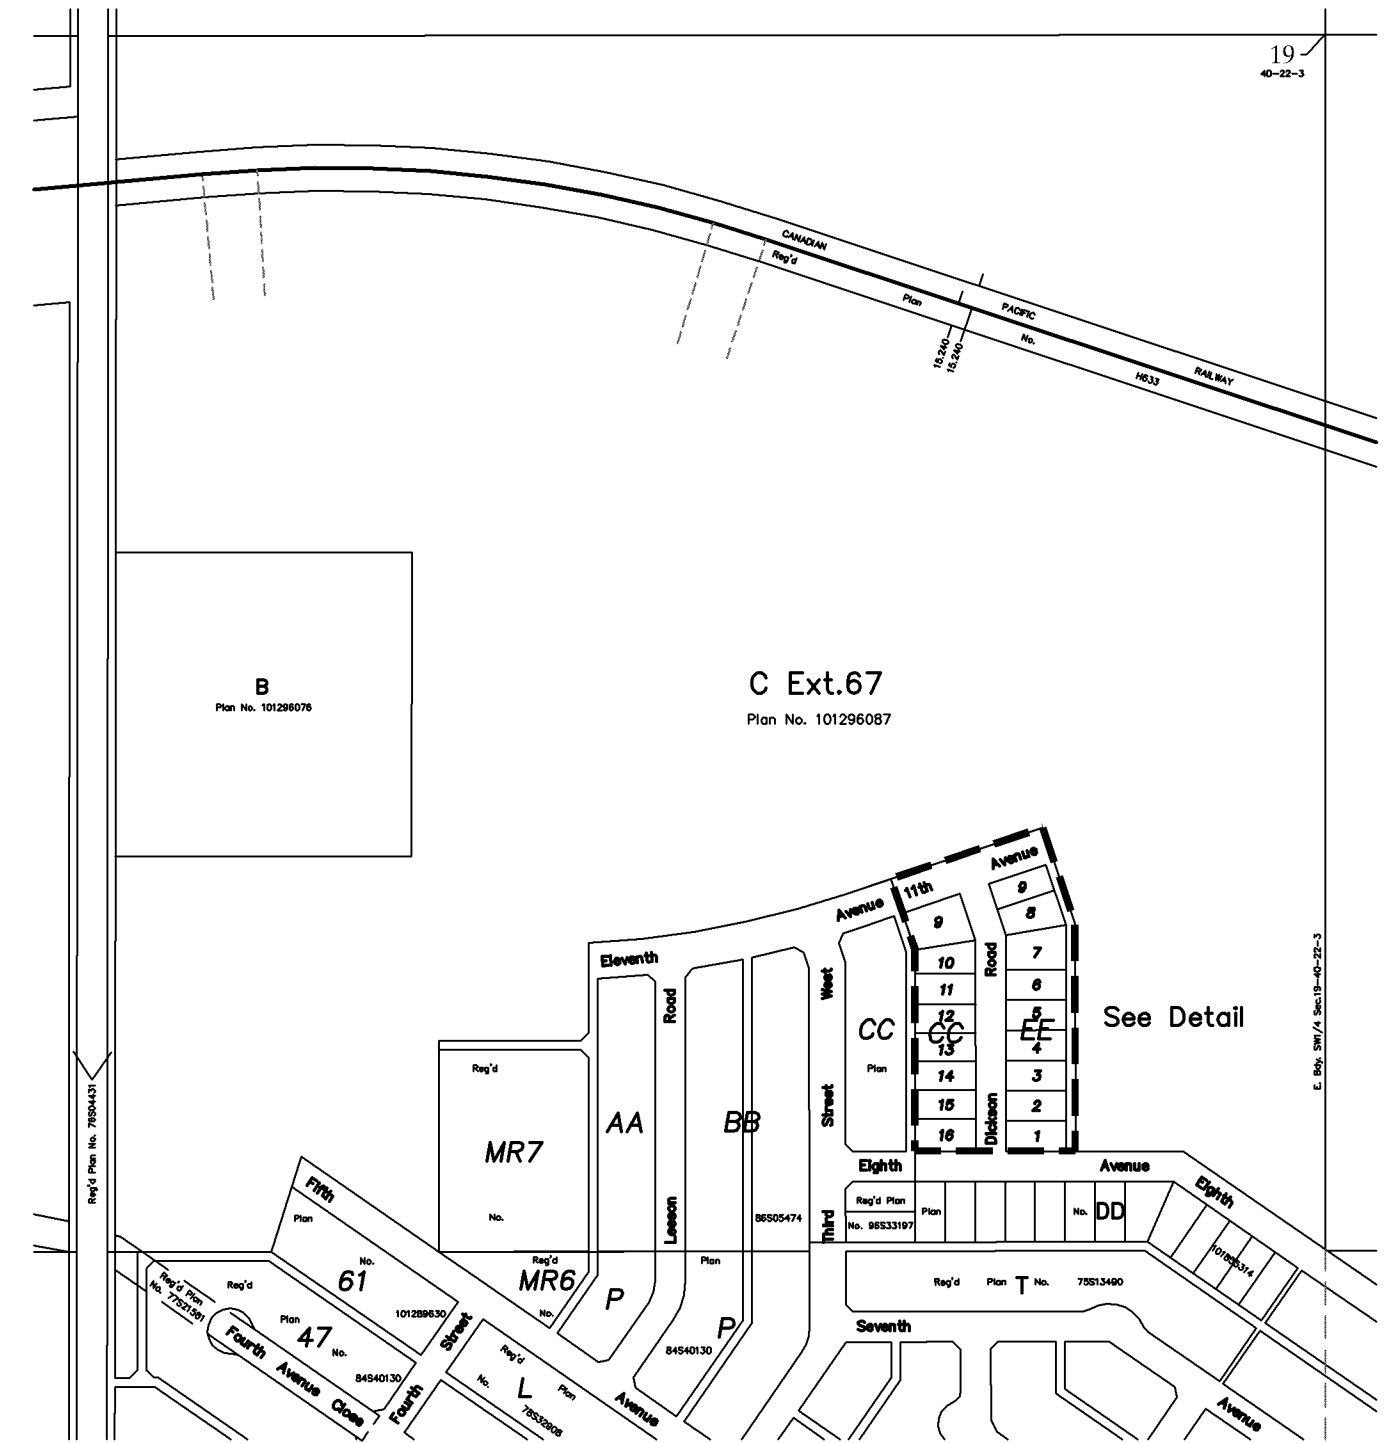 19
40-22-3
CANADIAN
PACIFIC
RAILWAY
Reg'd
Plan
No.
H633
15.240
15.240
B
Plan No. 101296076
C Ext.67
Plan No. 101296087
Avenue
11th
Avenue
Eleventh
9
10
11
12
13
14
15
16
CC
Road
Dickson
9
8
7
6
5
4
3
2
1
EE
See Detail
E. Bdy. SW1/4 Sec.19-40-22-3
Reg'd Plan No. 78S04431
Reg'd
MR7
No.
AA
Road
Leeson
BB
West
Street
Third
CC
Plan
Eighth
Avenue
Eighth
Reg'd Plan
No. 96S33197
Plan
No.
DD
101895314
86S05474
Plan
Fifth
Plan
No.
61
101289630
Reg'd
MR6
No.
P
P
84S40130
Reg'd Plan
No. 77S21581
Reg'd
Plan
47
No.
84S40130
Fourth Avenue Close
Fourth
Street
Reg'd
No.
L
Plan
78S32908
Avenue
Reg'd
Plan
T
No.
75S13490
Seventh
Avenue